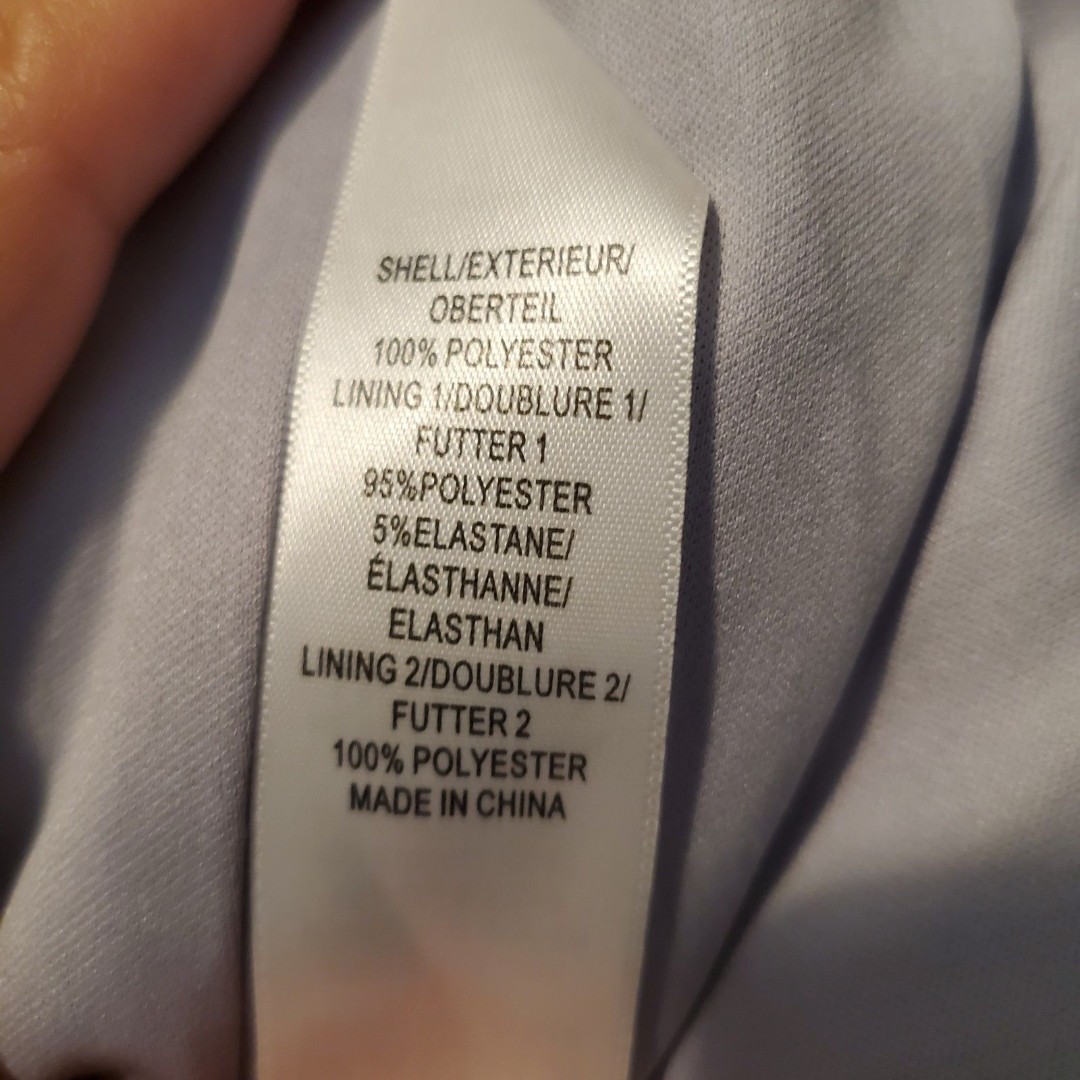 SHELL/EXTERIEUR/
OBERTEIL
100% POLYESTER
LINING 1/DOUBLURE 1/
FUTTER 1
95%POLYESTER
5%ELASTANE/
ÉLASTHANNE/
ELASTHAN
LINING 2/DOUBLURE 2/
FUTTER 2
100% POLYESTER
MADE IN CHINA